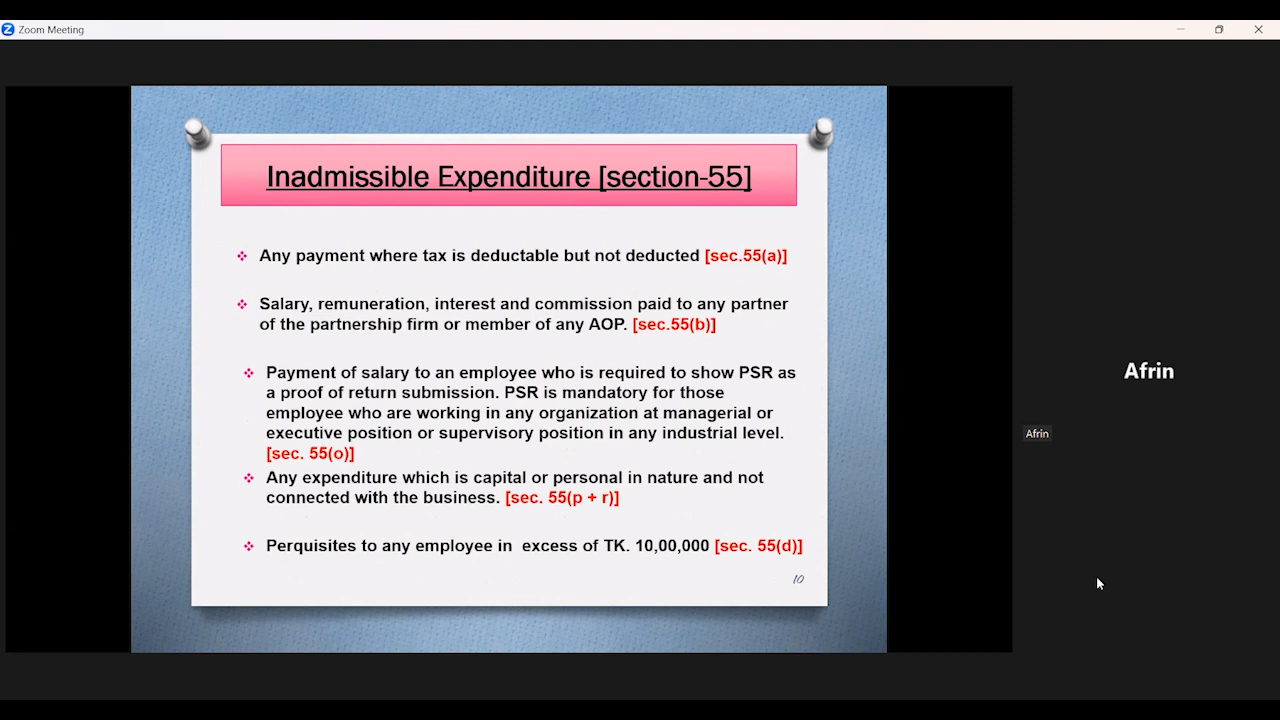 Zoom Meeting
Inadmissible Expenditure [section-55]
Any payment where tax is deductable but not deducted [sec.55(a)]
Salary, remuneration, interest and commission paid to any partner
of the partnership firm or member of any AOP. [sec.55(b)]
Payment of salary to an employee who is required to show PSR as
a proof of return submission. PSR is mandatory for those
employee who are working in any organization at managerial or
executive position or supervisory position in any industrial level.
[sec. 55(o)]
Any expenditure which is capital or personal in nature and not
connected with the business. [sec. 55(p + r)]
Perquisites to any employee in excess of TK. 10,00,000 [sec. 55(d)]
10
Afrin
Afrin